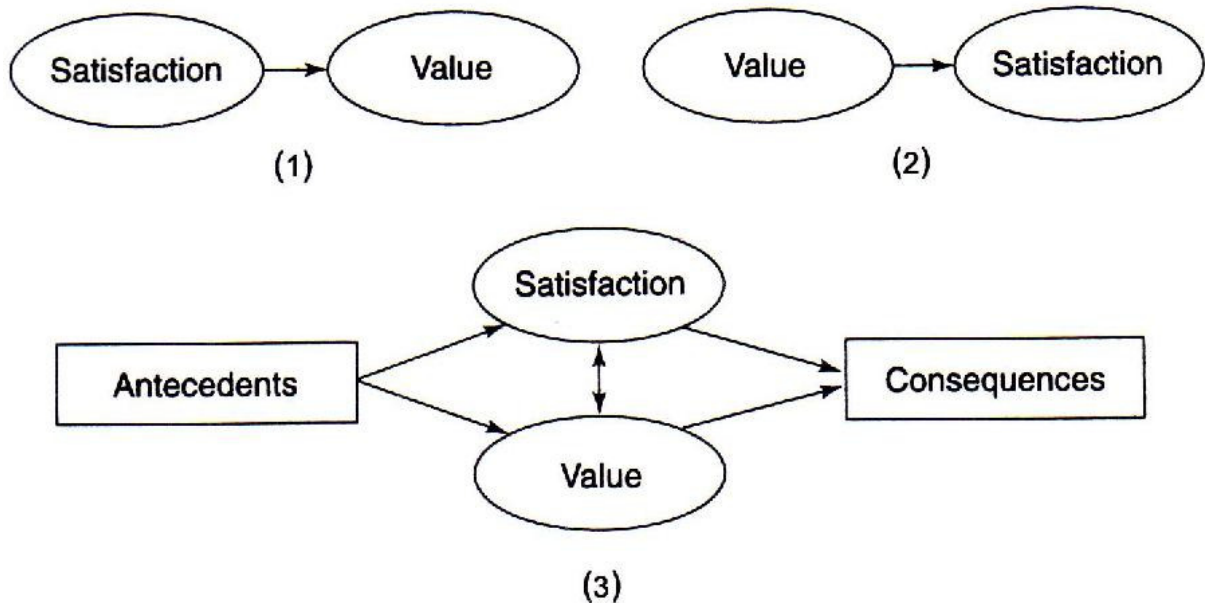 Satisfaction
Value
Value
Satisfaction
(1)
(2)
Satisfaction
Antecedents
Consequences
Value
(3)